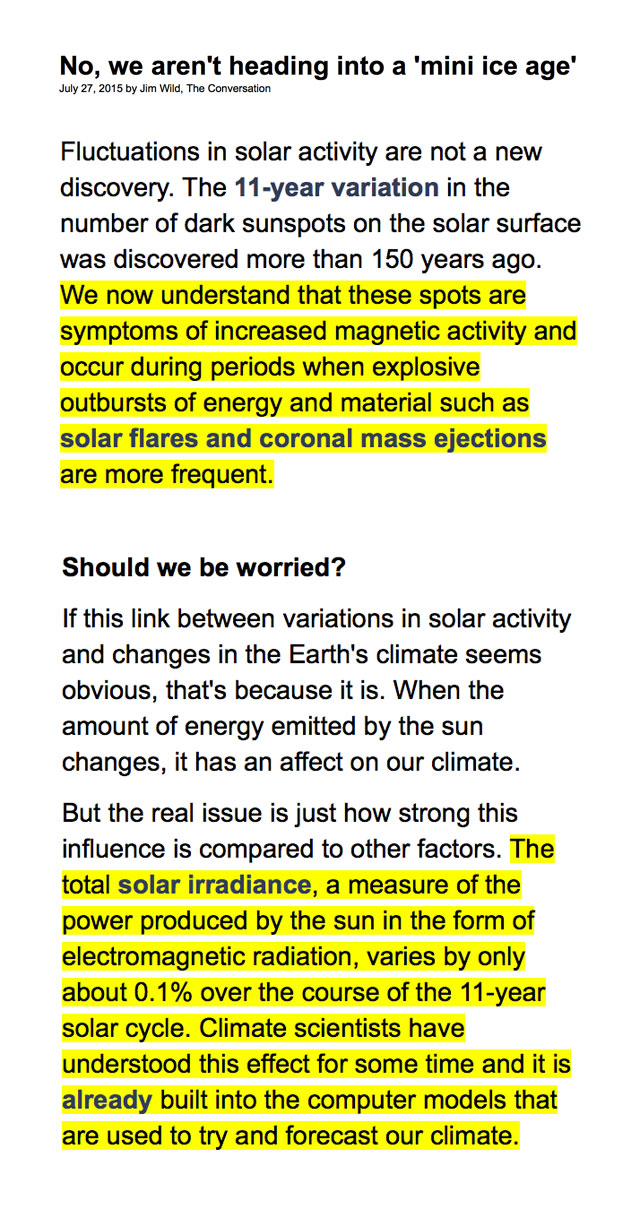 No, we aren't heading into a 'mini ice age'
July 27, 2015 by Jim Wild, The Conversation
Fluctuations in solar activity are not a new
discovery. The 11-year variation in the
number of dark sunspots on the solar surface
was discovered more than 150 years ago.
We now understand that these spots are
symptoms of increased magnetic activity and
occur during periods when explosive
outbursts of energy and material such as
solar flares and coronal mass ejections
are more frequent.
Should we be worried?
If this link between variations in solar activity
and changes in the Earth's climate seems
obvious, that's because it is. When the
amount of energy emitted by the sun
changes, it has an affect on our climate.
But the real issue is just how strong this
influence is compared to other factors. The
total solar irradiance, a measure of the
power produced by the sun in the form of
electromagnetic radiation, varies by only
about 0.1% over the course of the 11-year
solar cycle. Climate scientists have
understood this effect for some time and it is
already built into the computer models that
are used to try and forecast our climate.